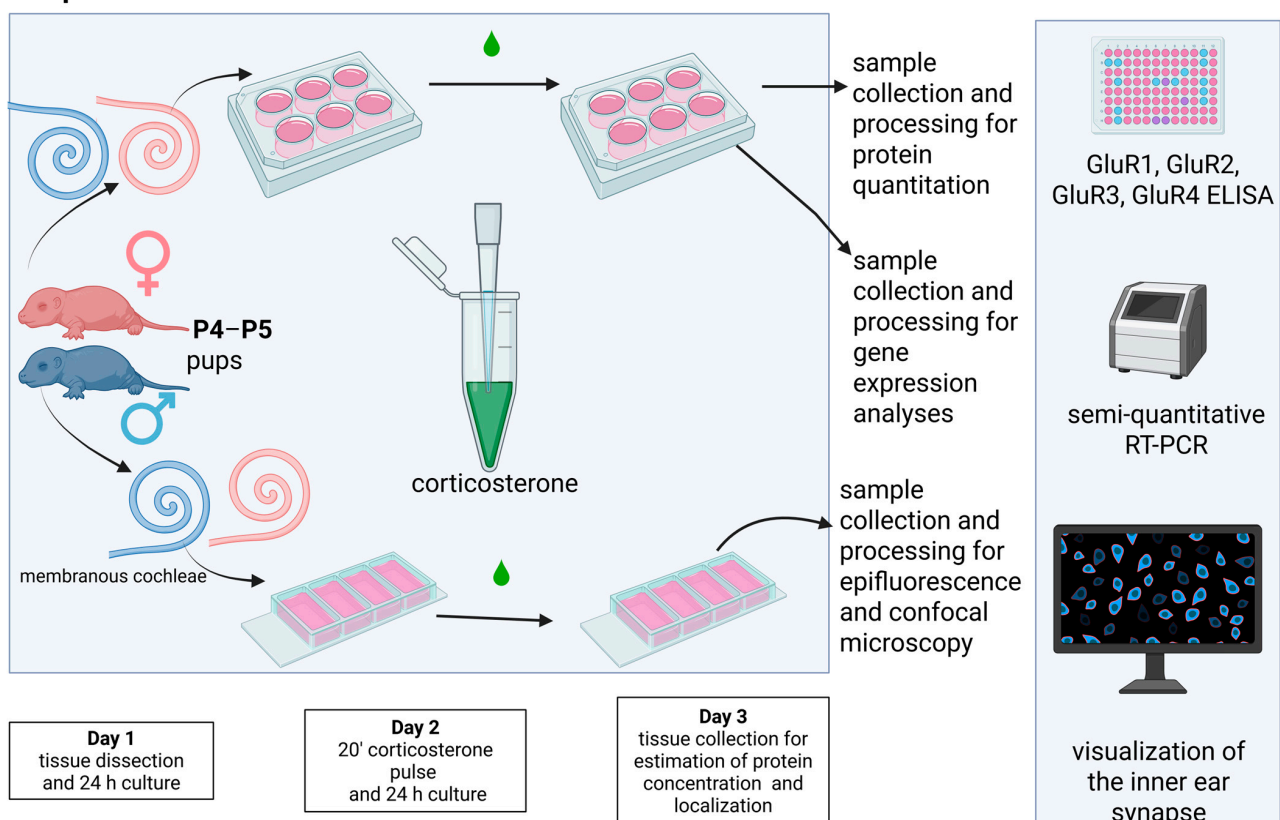 sample
collection and
processing for
protein
quantitation
GluR1, GluR2,
GluR3, GluR4 ELISA
P4–P5
pups
sample
collection and
processing for
gene
expression
analyses
semi-quantitative
RT-PCR
corticosterone
membranous cochleae
sample
collection and
processing for
epifluorescence
and confocal
microscopy
visualization of
the inner ear
synapse
Day 1
tissue dissection
and 24 h culture
Day 2
20' corticosterone
pulse
and 24 h culture
Day 3
tissue collection for
estimation of protein
concentration and
localization